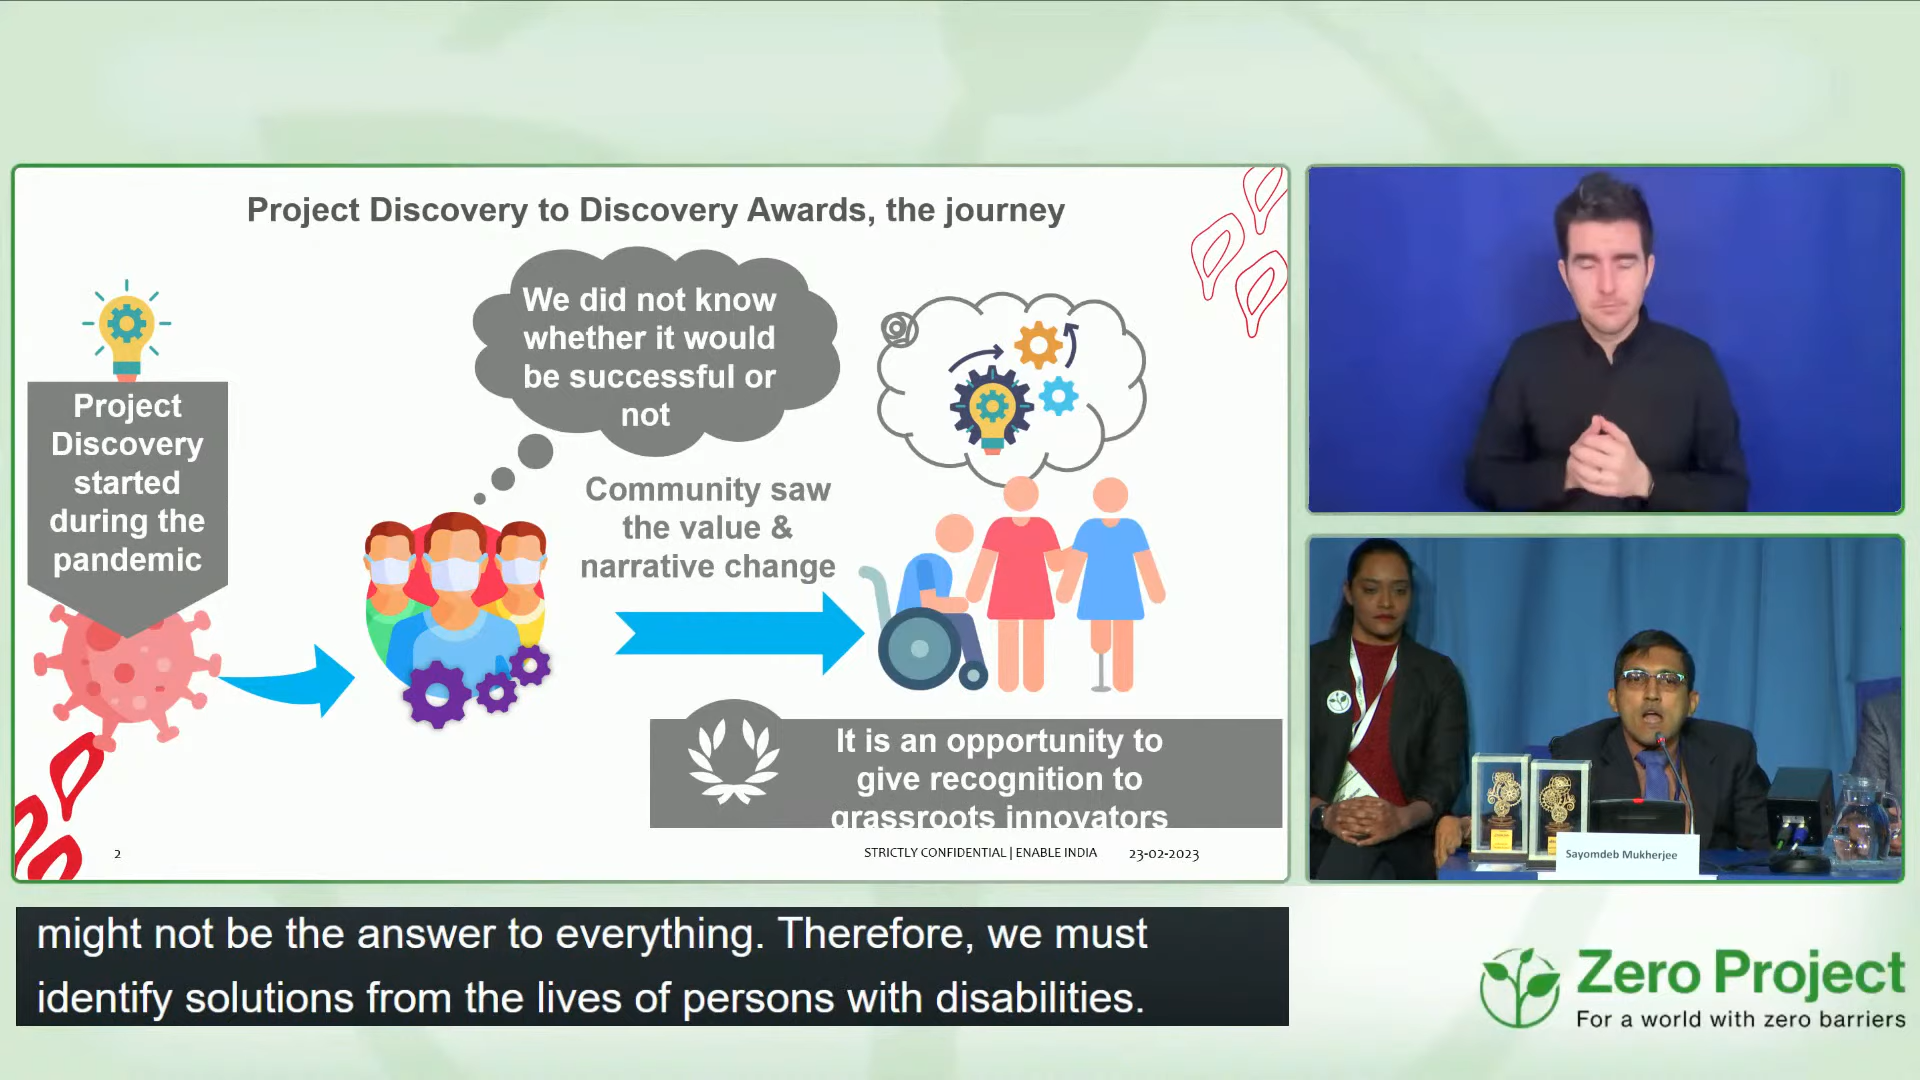 Project Discovery to Discovery Awards, the journey
Project
Discovery
started
during the
pandemic
We did not know
whether it would
be successful or
not
Community saw
the value &
narrative change
It is an opportunity to
give recognition to
grassroots innovators
2
STRICTLY CONFIDENTIAL | ENABLE INDIA
23-02-2023
Sayomdeb Mukherjee
might not be the answer to everything. Therefore, we must
identify solutions from the lives of persons with disabilities.
Zero Project
For a world with zero barriers